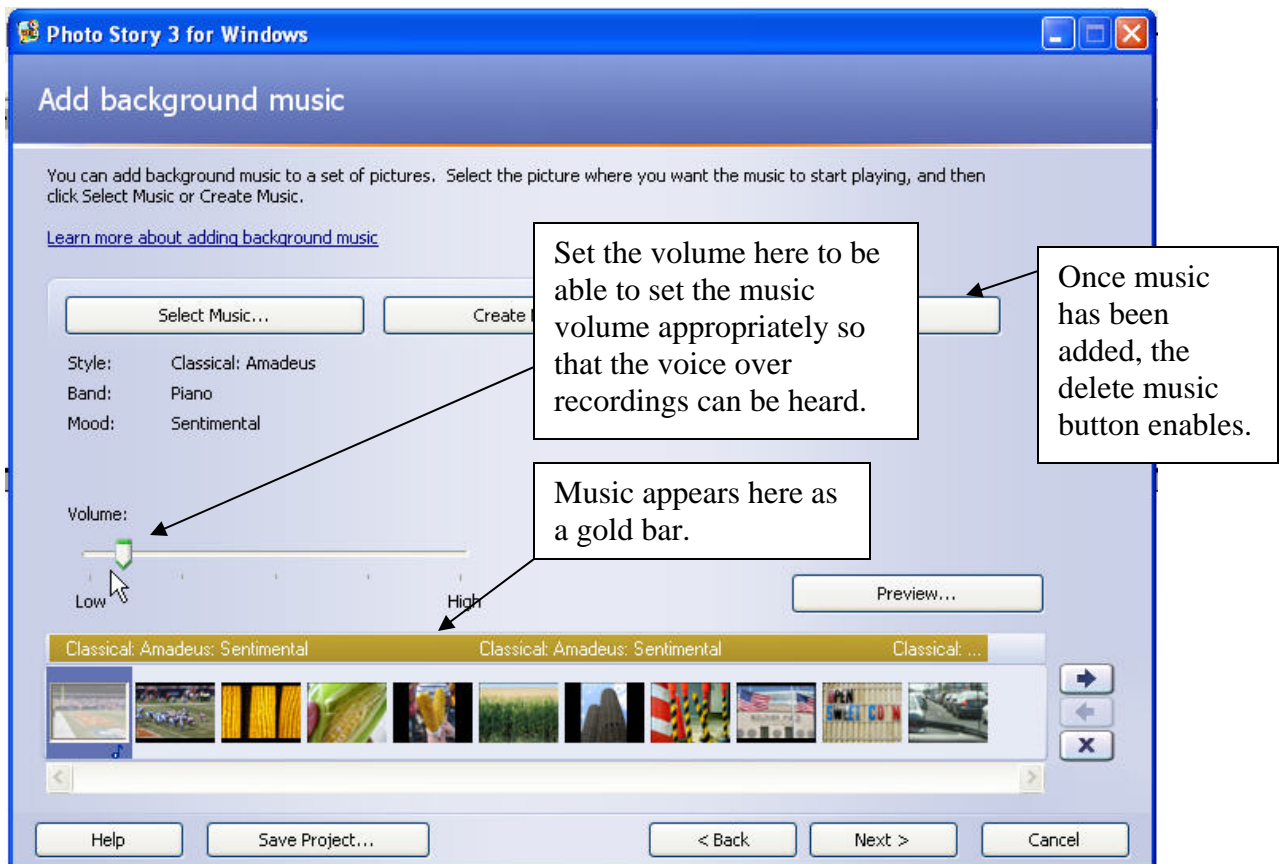 Photo Story 3 for Windows
Add background music
You can add background music to a set of pictures. Select the picture where you want the music to start playing, and then
click Select Music or Create Music.
Learn more about adding background music
Set the volume here to be
able to set the music
volume appropriately so
that the voice over
recordings can be heard.
Once music
has been
added, the
delete music
button enables.
Select Music...
Create
Style: Classical: Amadeus
Band: Piano
Mood: Sentimental
Music appears here as
a gold bar.
Volume:
Low High
Preview...
Classical: Amadeus: Sentimental Classical: Amadeus: Sentimental Classical: ...
SWEET CO N
Help Save Project... < Back Next > Cancel